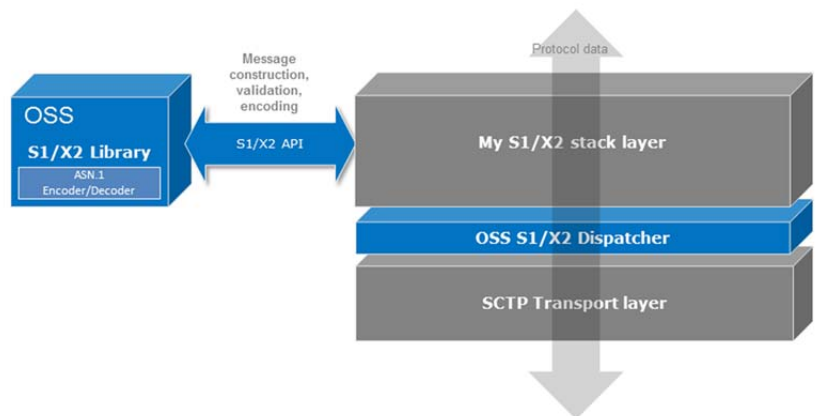 Protocol data
Message
construction,
validation,
encoding
OSS
S1/X2 Library
ASN.1
Encoder/Decoder
S1/X2 API
My S1/X2 stack layer
OSS S1/X2 Dispatcher
SCTP Transport layer